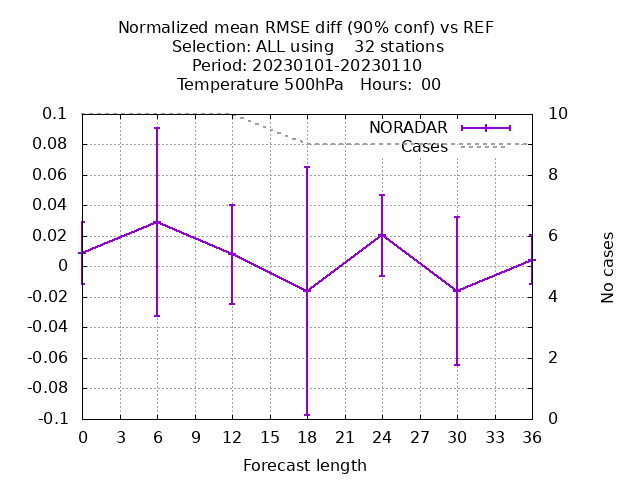 Normalized mean RMSE diff (90% conf) vs REF
Selection: ALL using    32 stations
Period: 20230101-20230110
Temperature 500hPa   Hours:  00
NORADAR
Cases
0.1
0.08
0.06
0.04
0.02
0
-0.02
-0.04
-0.06
-0.08
-0.1
10
8
6
4
2
0
No cases
0 3 6 9 12 15 18 21 24 27 30 33 36
Forecast length